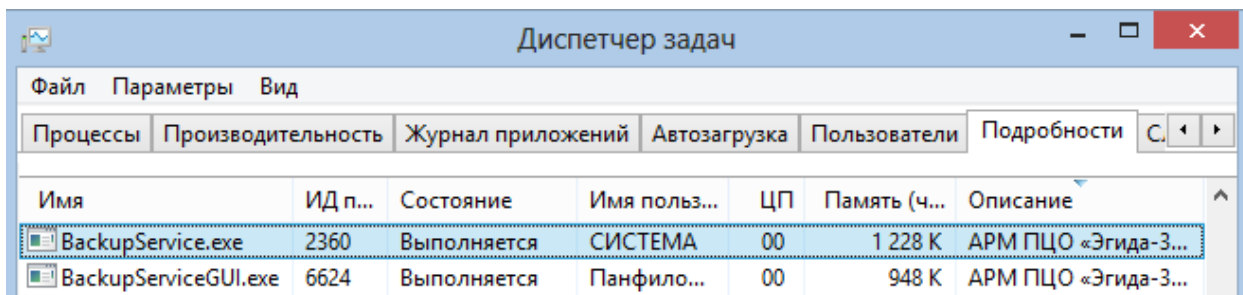 Диспетчер задач
Файл Параметры Вид
Процессы Производительность Журнал приложений Автозагрузка Пользователи Подробности
Имя ИД п... Состояние Имя польз... ЦП Память (ч... Описание
BackupService.exe 2360 Выполняется СИСТЕМА 00 1 228 K АРМ ПЦО «Эгида-3...
BackupServiceGUI.exe 6624 Выполняется Панфило... 00 948 K АРМ ПЦО «Эгида-3...